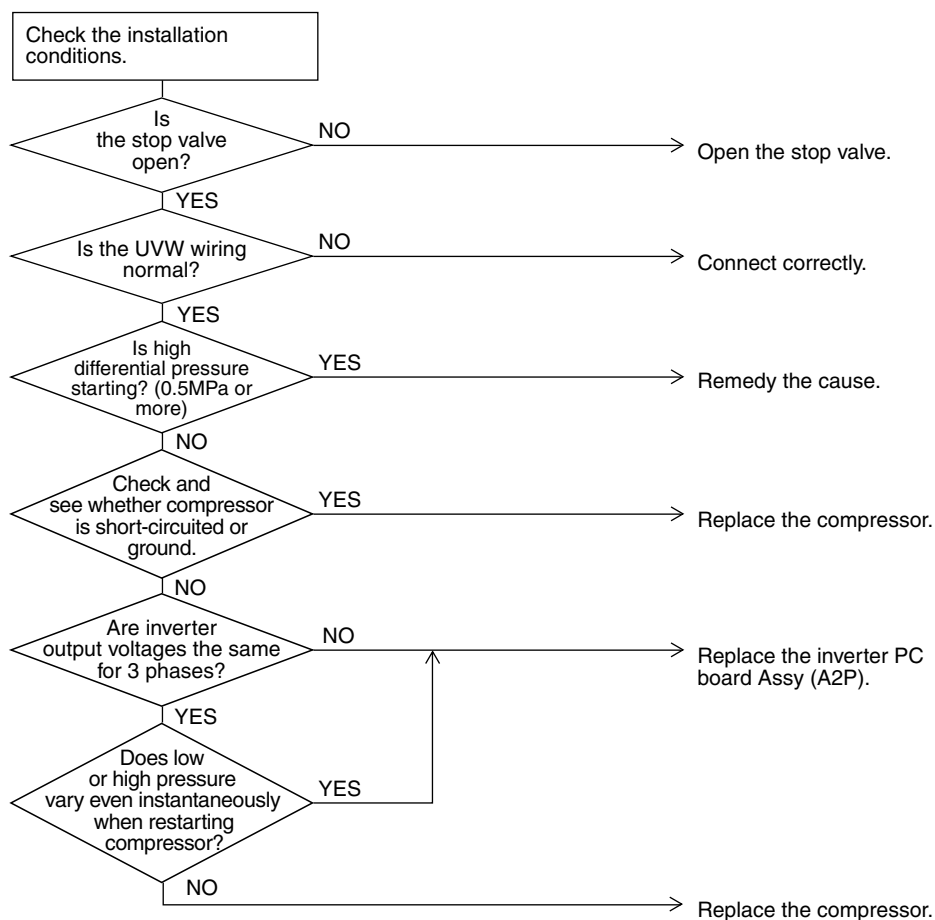 Check the installation
conditions.
Is
the stop valve
open?
NO
Open the stop valve.
YES
Is the UVW wiring
normal?
NO
Connect correctly.
YES
Is high
differential pressure
starting? (0.5MPa or
more)
YES
Remedy the cause.
NO
Check and
see whether compressor
is short-circuited or
ground.
YES
Replace the compressor.
NO
Are inverter
output voltages the same
for 3 phases?
NO
Replace the inverter PC
board Assy (A2P).
YES
Does low
or high pressure
vary even instantaneously
when restarting
compressor?
YES
NO
Replace the compressor.